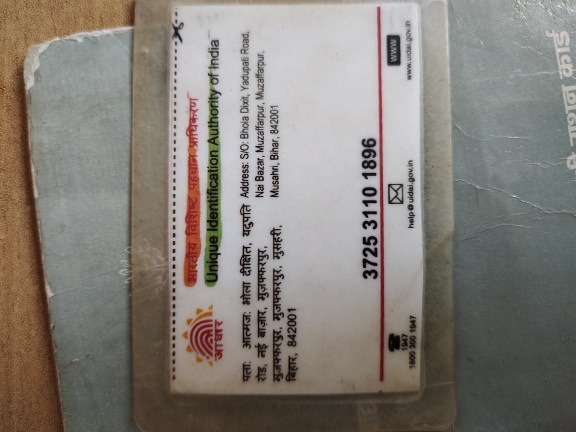 भारतीय विशिष्ट पहचान प्राधिकरण
Unique Identification Authority of India
आधार
पता: आत्मज: भोला दीक्षित, यदुपति
रोड, नई बाज़ार, मुज़फ्फरपुर,
मुज़फ्फरपुर, मुजफ्फरपुर, मुसहरी,
बिहार, 842001
Address: S/O: Bhola Dixit, Yadupati Road,
Nai Bazar, Muzaffarpur, Muzaffarpur,
Musahri, Bihar, 842001
3725 3110 1896
1947
1800 300 1947
help@uidai.gov.in
www
www.uidai.gov.in
कार्ड